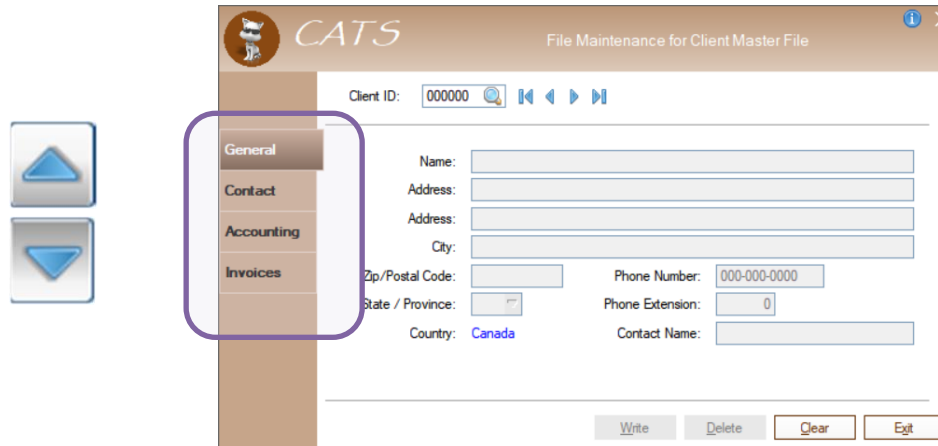 CATS
File Maintenance for Client Master File
Client ID: 000000
General
Contact
Accounting
Invoices
Name:
Address:
Address:
City:
Zip/Postal Code: Phone Number: 000-000-0000
State / Province: Phone Extension: 0
Country: Canada Contact Name:
Write Delete Clear Exit